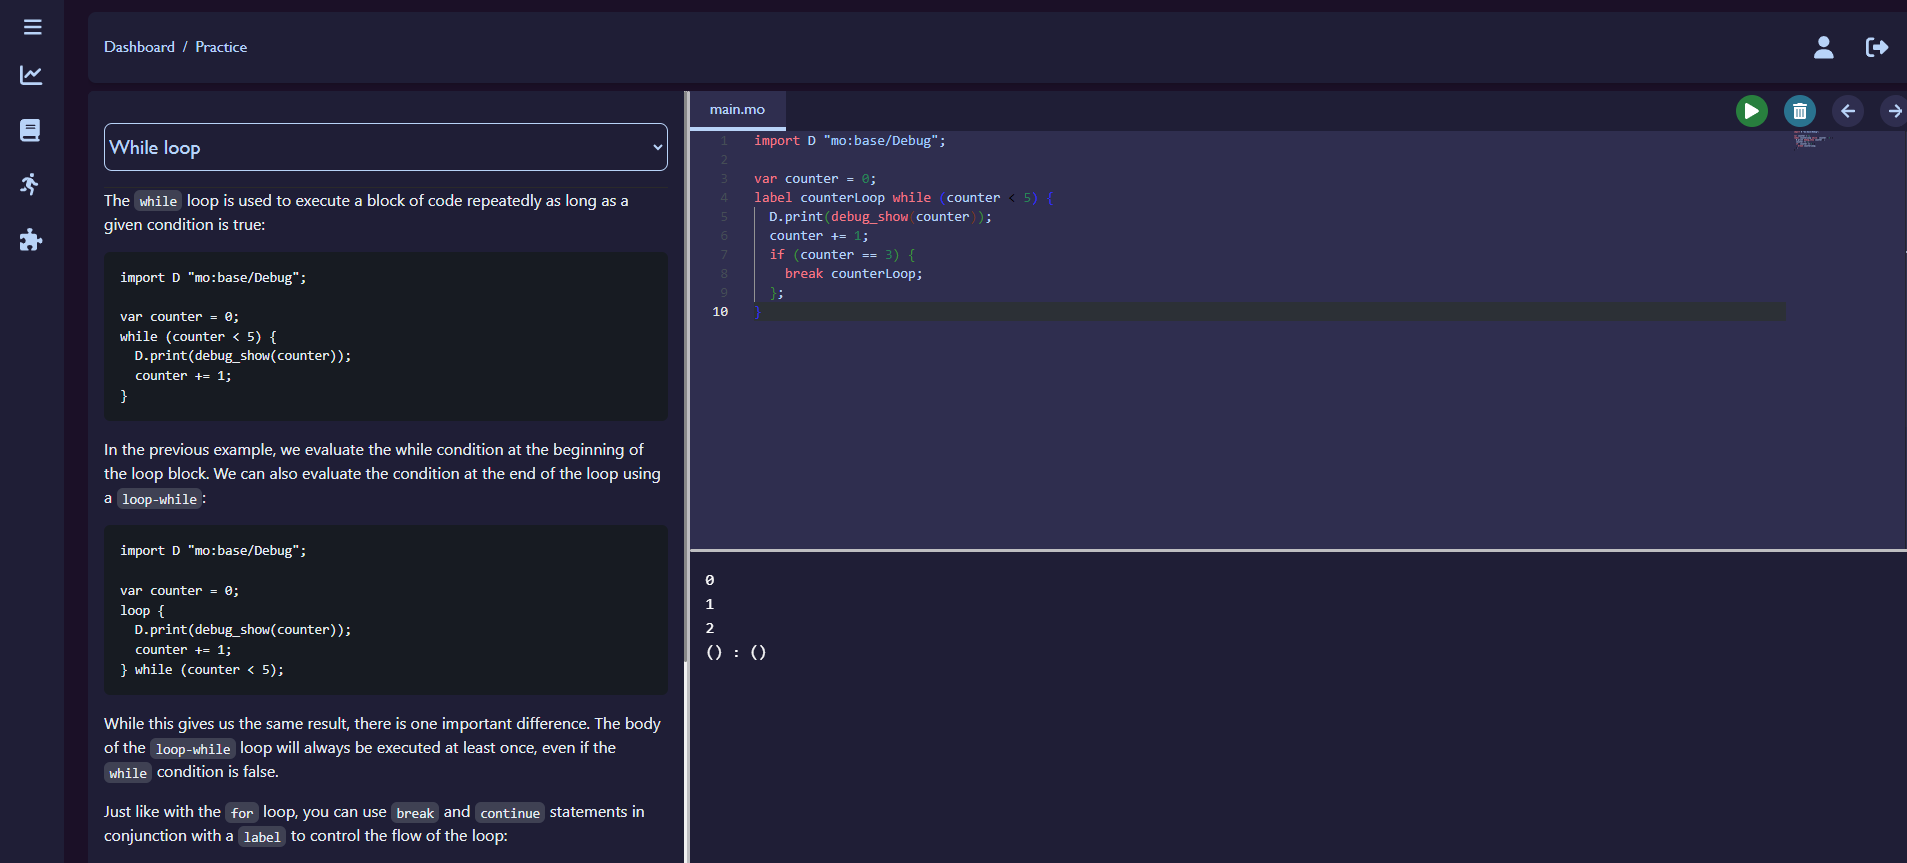 Dashboard / Practice
While loop
The while loop is used to execute a block of code repeatedly as long as a
given condition is true:
import D "mo:base/Debug";
var counter = 0;
while (counter < 5) {
D.print(debug_show(counter));
counter += 1;
}
In the previous example, we evaluate the while condition at the beginning of
the loop block. We can also evaluate the condition at the end of the loop using
a loop-while:
import D "mo:base/Debug";
var counter = 0;
loop {
D.print(debug_show(counter));
counter += 1;
} while (counter < 5);
While this gives us the same result, there is one important difference. The body
of the loop-while loop will always be executed at least once, even if the
while condition is false.
Just like with the for loop, you can use break and continue statements in
conjunction with a label to control the flow of the loop:
main.mo
1 import D "mo:base/Debug";
2
3 var counter = 0;
4 label counterLoop while (counter < 5) {
5 D.print(debug_show(counter));
6 counter += 1;
7 if (counter == 3) {
8 break counterLoop;
9 };
10 }
0
1
2
() : ()